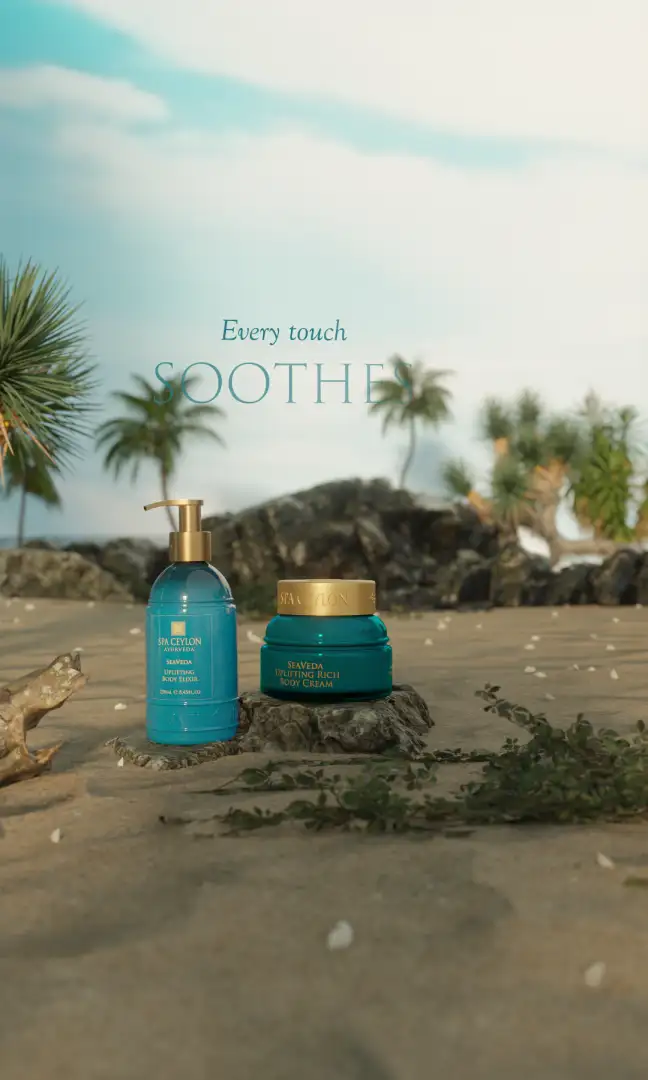 Every touch
SOOTHES
SPA CEYLON
SPA CEYLON
AYURVEDA
SEAVEDA
UPLIFTING
BODY ELIXIR
SEAVEDA
UPLIFTING RICH
BODY CREAM